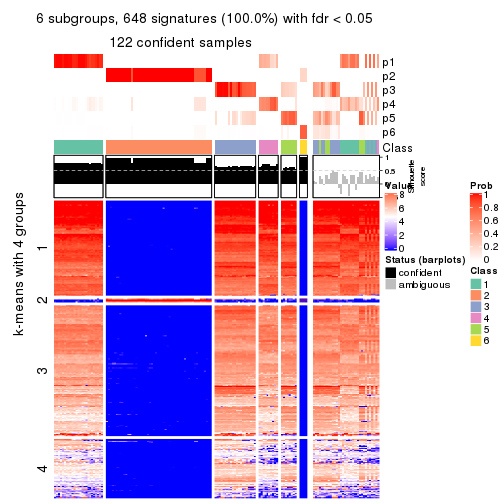 6 subgroups, 648 signatures (100.0%) with fdr < 0.05
122 confident samples
p1
p2
p3
p4
p5
p6
Class
1
0.5
0
Silhouette
score
k-means with 4 groups
1
2
3
4
Value
8
6
4
2
0
Status (barplots)
confident
ambiguous
Prob
1
0.8
0.6
0.4
0.2
0
Class
1
2
3
4
5
6